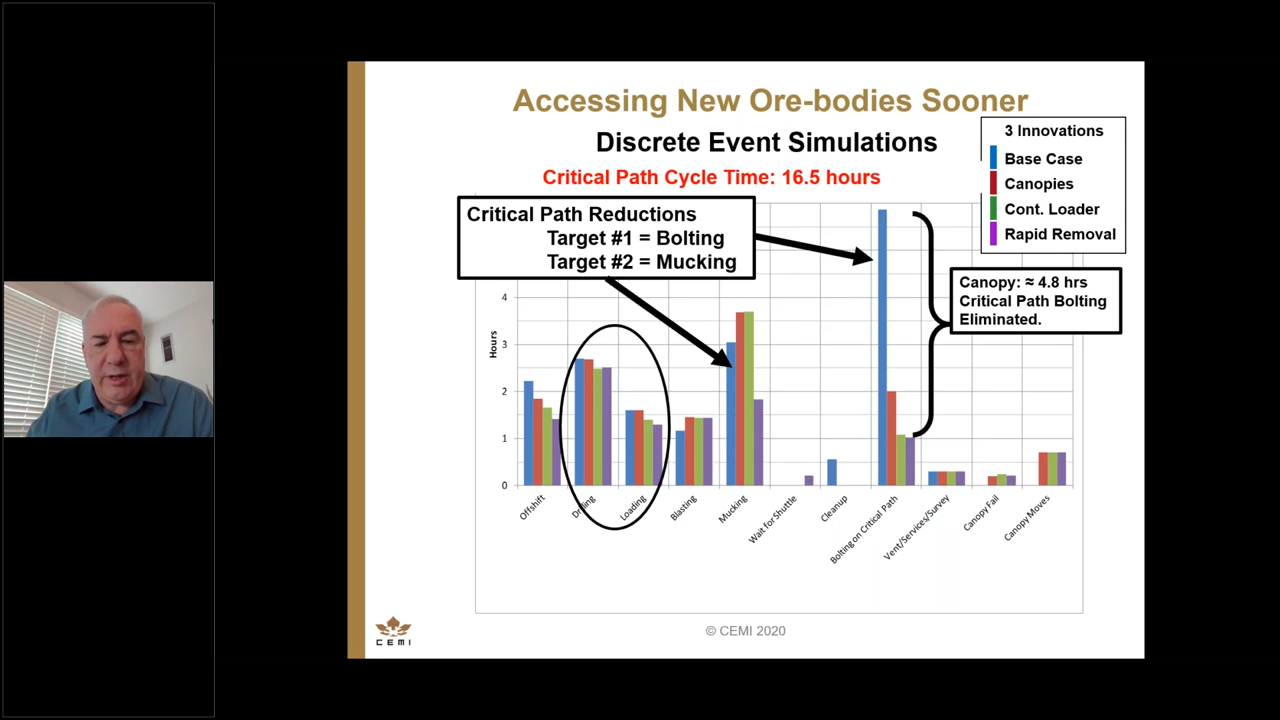 Accessing New Ore-bodies Sooner
Discrete Event Simulations
Critical Path Cycle Time: 16.5 hours
3 Innovations
Base Case
Canopies
Cont. Loader
Rapid Removal
Critical Path Reductions
Target #1 = Bolting
Target #2 = Mucking
Canopy: ≈ 4.8 hrs
Critical Path Bolting
Eliminated.
Hours
4
3
2
1
0
Offshift
Drilling
Loading
Blasting
Mucking
Wait for Shuttle
Cleanup
Bolting on Critical Path
Vent/Services/Survey
Canopy Fail
Canopy Moves
CEMI
© CEMI 2020